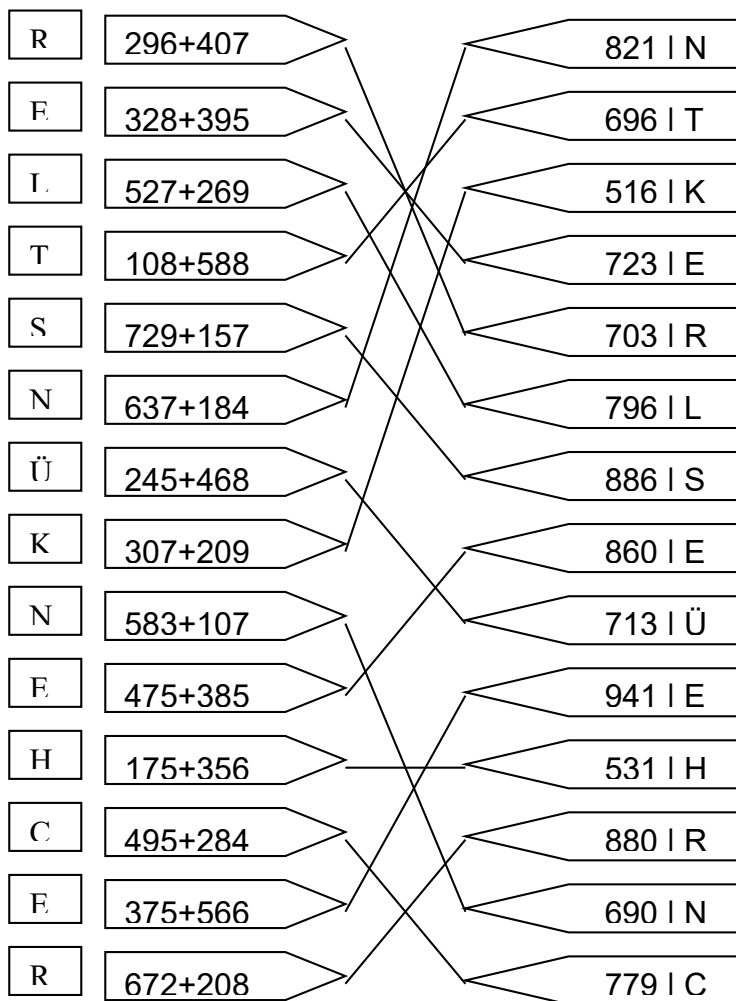 R 296+407 821 | N
E 328+395 696 | T
L 527+269 516 | K
T 108+588 723 | E
S 729+157 703 | R
N 637+184 796 | L
Ü 245+468 886 | S
K 307+209 860 | E
N 583+107 713 | Ü
E 475+385 941 | E
H 175+356 531 | H
C 495+284 880 | R
E 375+566 690 | N
R 672+208 779 | C